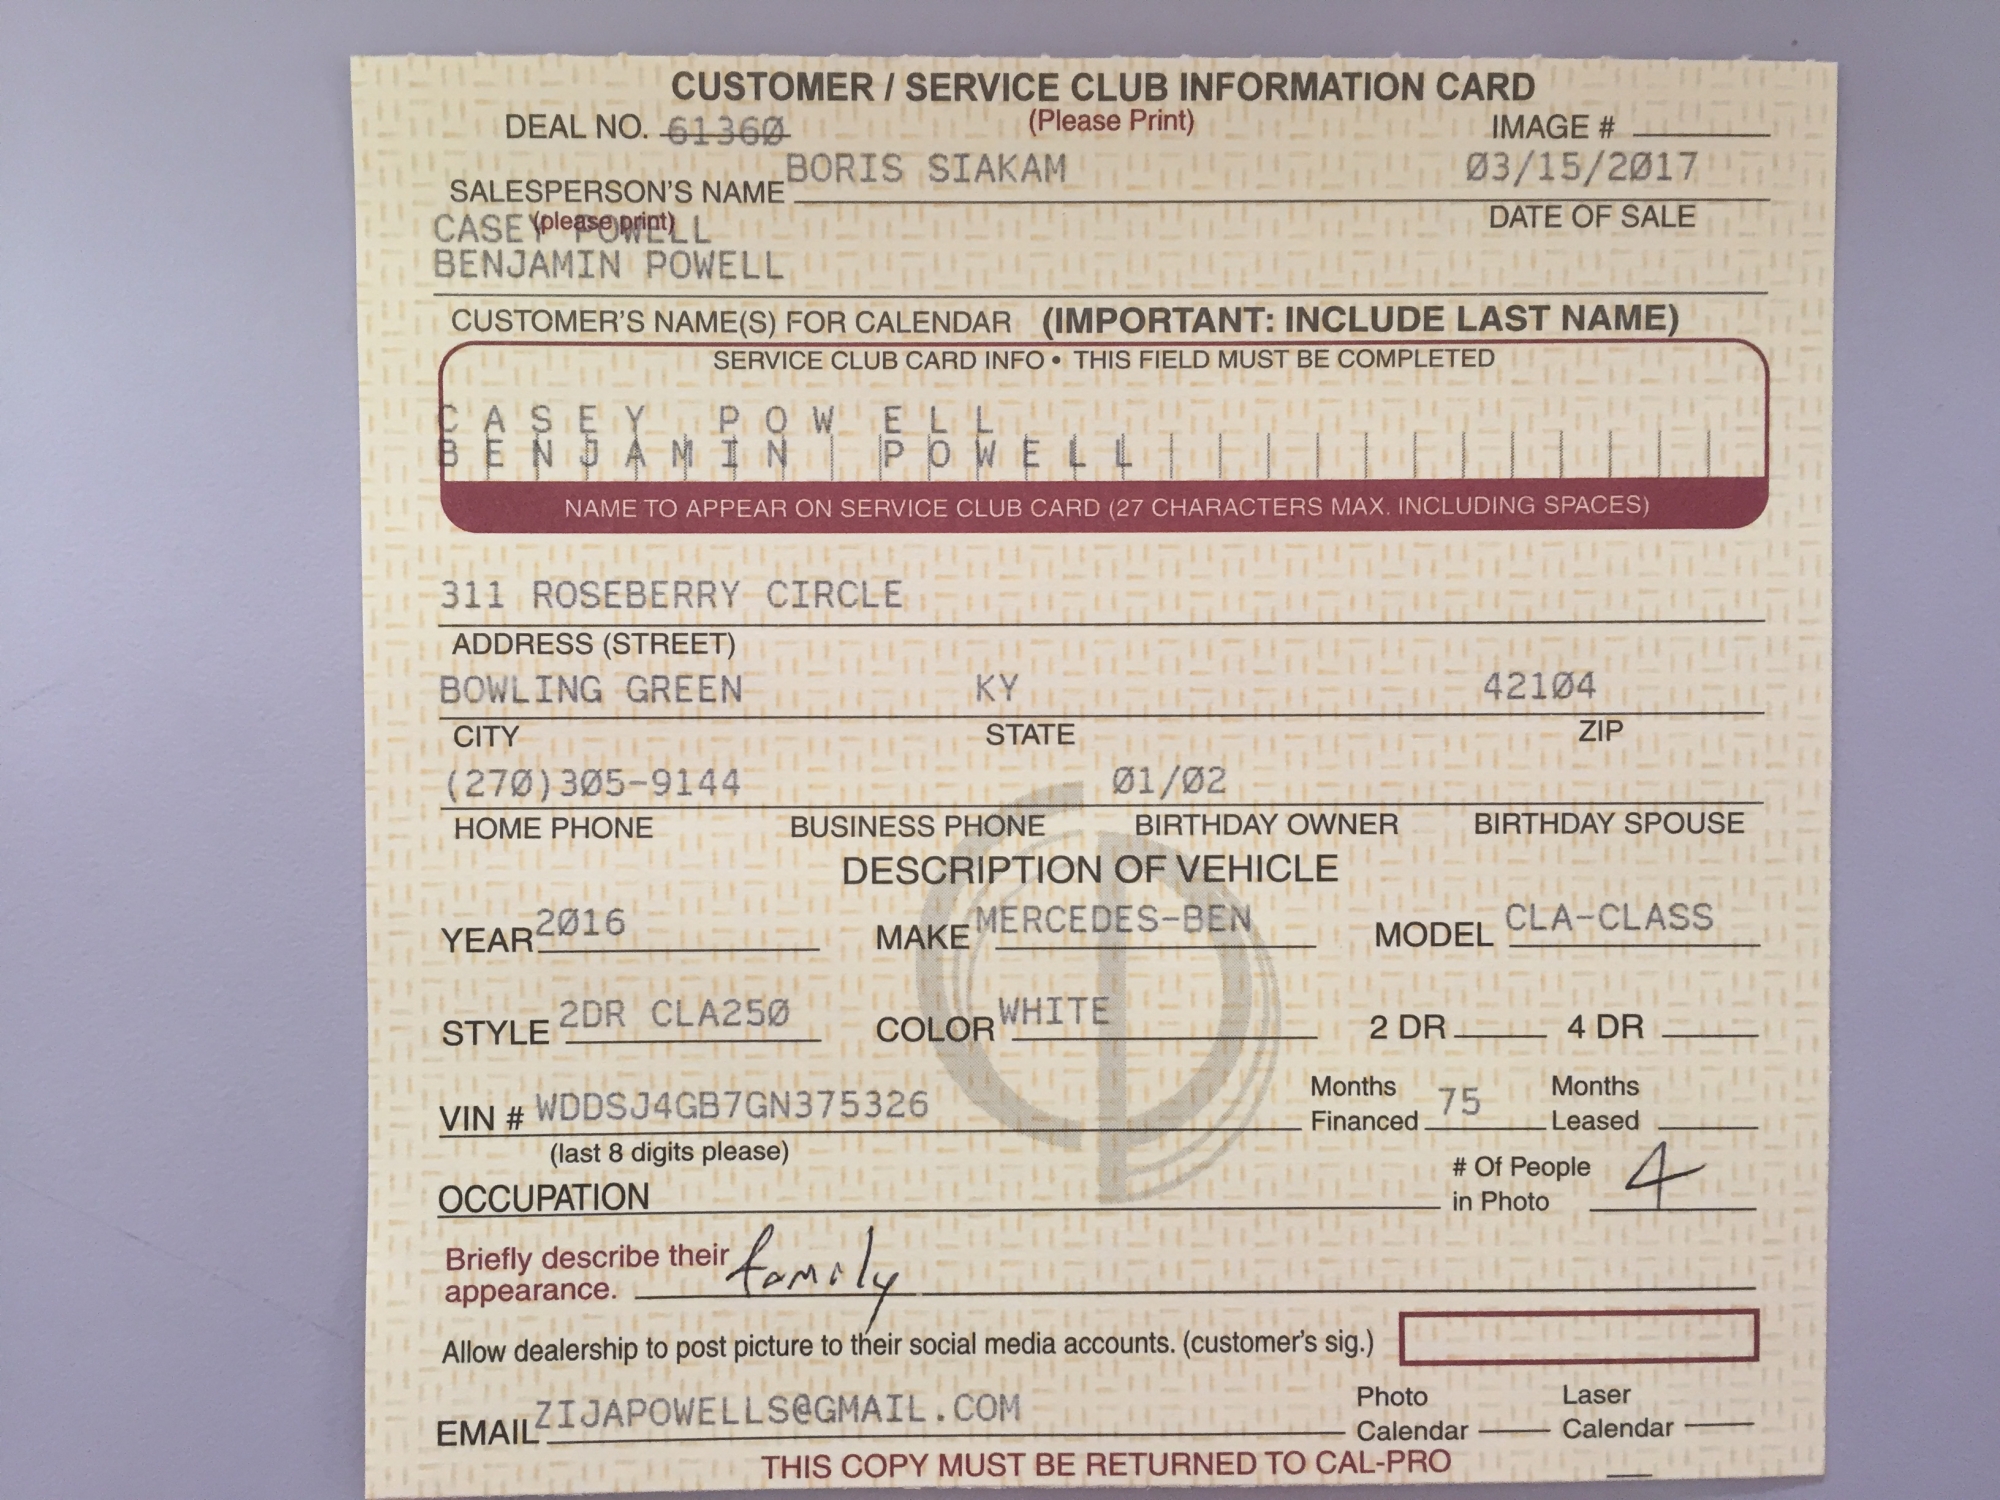 CUSTOMER / SERVICE CLUB INFORMATION CARD
DEAL NO. 61360 (Please Print) IMAGE #
SALESPERSON'S NAME BORIS SIAKAM 03/15/2017
(please print) DATE OF SALE
CASEY POWELL
BENJAMIN POWELL
CUSTOMER'S NAME(S) FOR CALENDAR (IMPORTANT: INCLUDE LAST NAME)
SERVICE CLUB CARD INFO • THIS FIELD MUST BE COMPLETED
CASEY POWELL
BENJAMIN POWELL
NAME TO APPEAR ON SERVICE CLUB CARD (27 CHARACTERS MAX. INCLUDING SPACES)
311 ROSEBERRY CIRCLE
ADDRESS (STREET)
BOWLING GREEN KY 42104
CITY STATE ZIP
(270)305-9144 01/02
HOME PHONE BUSINESS PHONE BIRTHDAY OWNER BIRTHDAY SPOUSE
DESCRIPTION OF VEHICLE
YEAR 2016 MAKE MERCEDES-BEN MODEL CLA-CLASS
STYLE 2DR CLA250 COLOR WHITE 2 DR 4 DR
VIN # WDDSJ4GB7GN375326 Months Financed 75 Months Leased
(last 8 digits please)
OCCUPATION # Of People in Photo 4
Briefly describe their appearance. family
Allow dealership to post picture to their social media accounts. (customer's sig.)
EMAIL ZIJAPOWELLS@GMAIL.COM Photo Calendar Laser Calendar
THIS COPY MUST BE RETURNED TO CAL-PRO